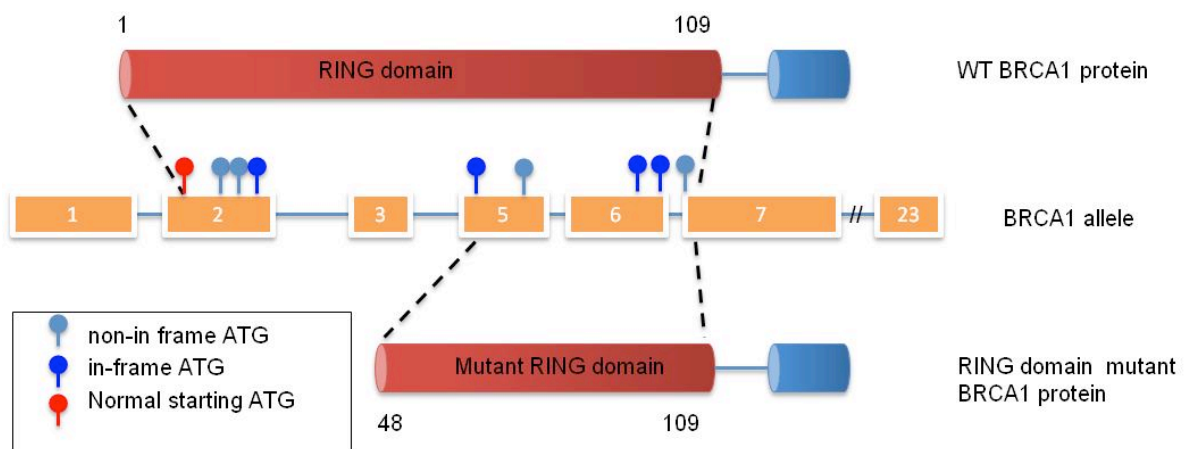 1
109
RING domain
WT BRCA1 protein
1
2
3
5
6
7
//
23
BRCA1 allele
non-in frame ATG
in-frame ATG
Normal starting ATG
Mutant RING domain
RING domain mutant
BRCA1 protein
48
109